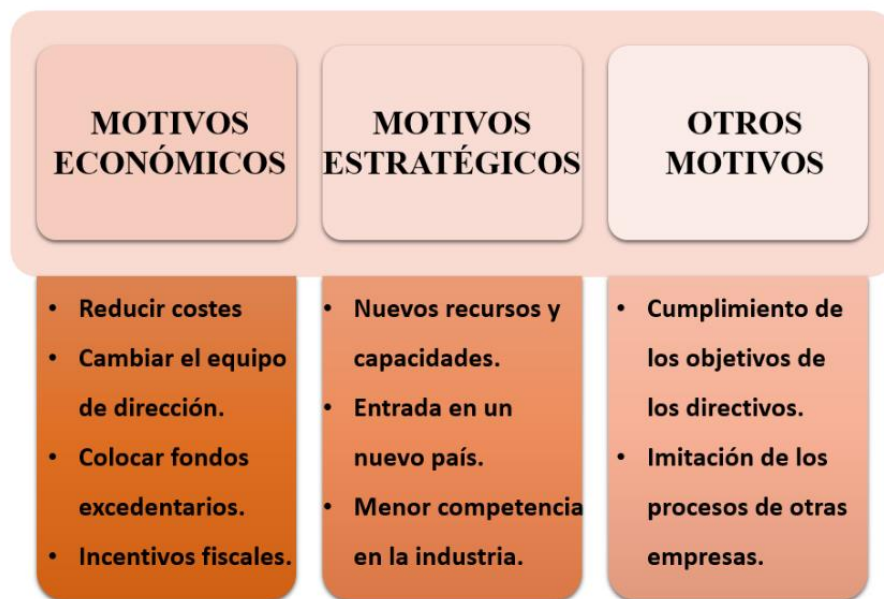 MOTIVOS
ECONÓMICOS
• Reducir costes
• Cambiar el equipo
de dirección.
• Colocar fondos
excedentarios.
• Incentivos fiscales.
MOTIVOS
ESTRATÉGICOS
• Nuevos recursos y
capacidades.
• Entrada en un
nuevo país.
• Menor competencia
en la industria.
OTROS
MOTIVOS
• Cumplimiento de
los objetivos de
los directivos.
• Imitación de los
procesos de otras
empresas.